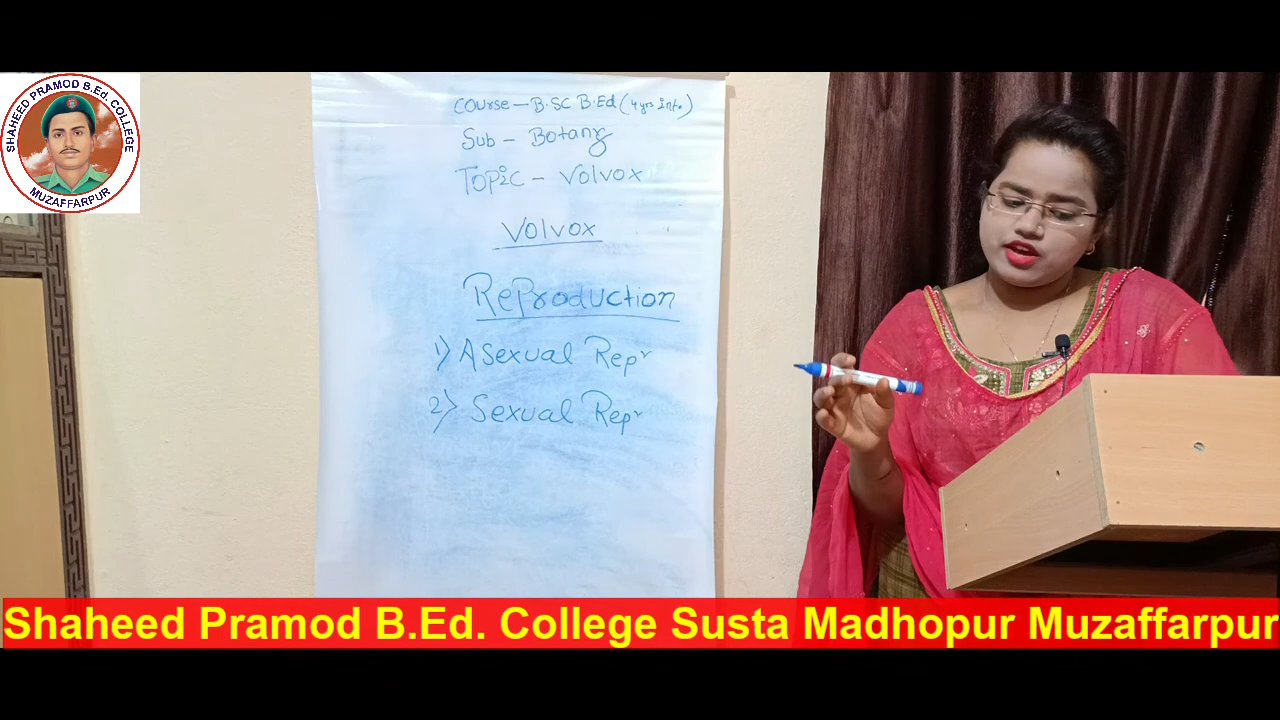 SHAHEED PRAMOD B.Ed. COLLEGE
MUZAFFARPUR
Course - B.SC B.Ed (4 yrs inte)
Sub - Botany
Topic - Volvox
Volvox
Reproduction
1) Asexual Repr
2) Sexual Repr
Shaheed Pramod B.Ed. College Susta Madhopur Muzaffarpur